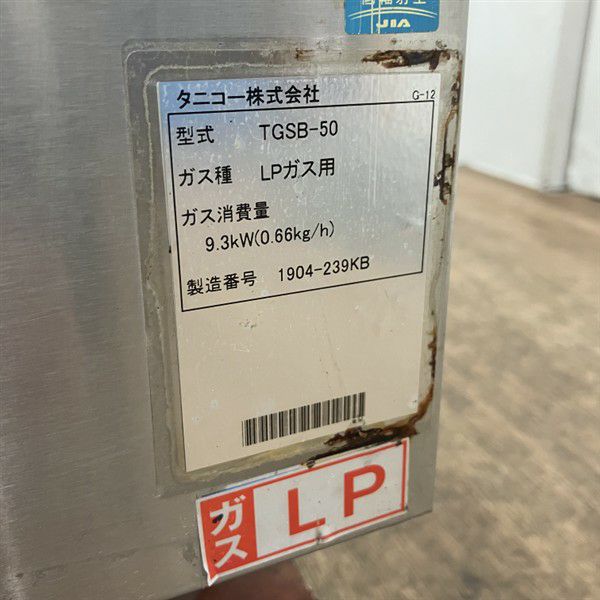 JIA
タニコー株式会社
G-12
型式 TGSB-50
ガス種 LPガス用
ガス消費量
9.3kW(0.66kg/h)
製造番号 1904-239KB
ガス LP